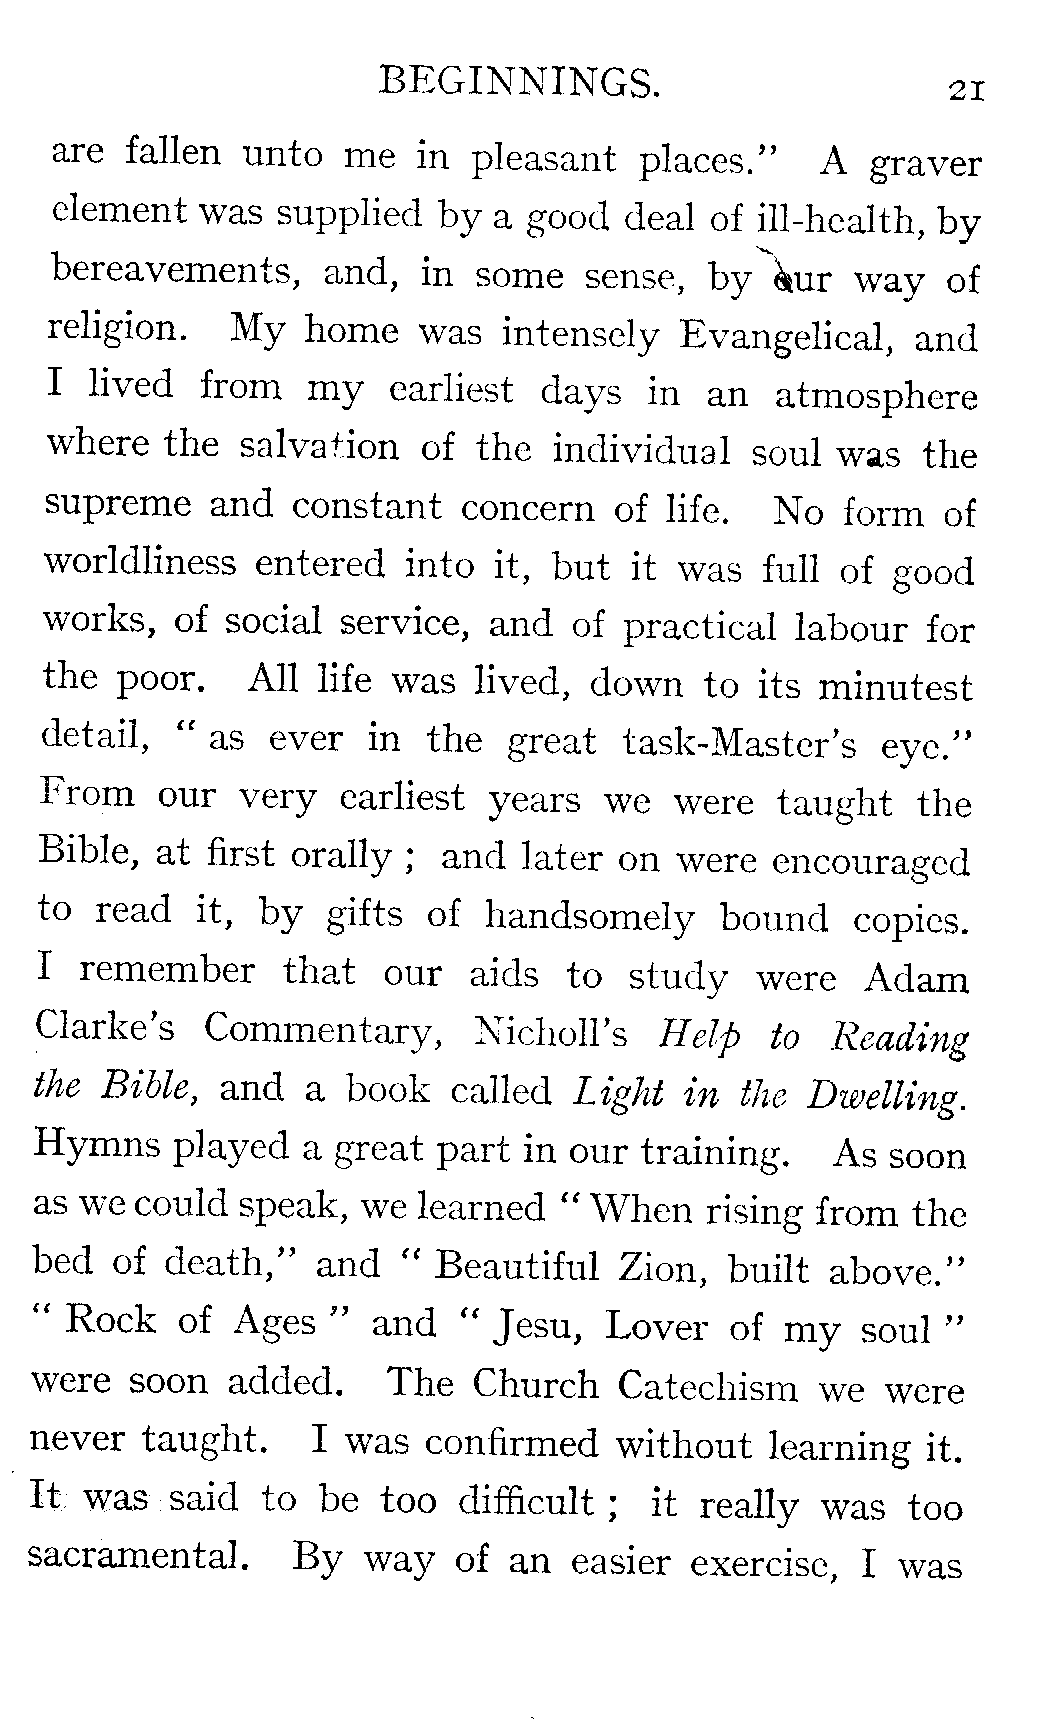 BEGINNINGS. 21
are fallen unto me in pleasant places.” A graver
element was supplied by a good deal of ill-health, by
bereavements, and, in some sense, by our way of
religion. My home was intensely Evangelical, and
I lived from my earliest days in an atmosphere
where the salvation of the individual soul was the
supreme and constant concern of life. No form of
worldliness entered into it, but it was full of good
works, of social service, and of practical labour for
the poor. All life was lived, down to its minutest
detail, “ as ever in the great task-Master’s eye.”
From our very earliest years we were taught the
Bible, at first orally ; and later on were encouraged
to read it, by gifts of handsomely bound copies.
I remember that our aids to study were Adam
Clarke’s Commentary, Nicholl’s Help to Reading
the Bible, and a book called Light in the Dwelling.
Hymns played a great part in our training. As soon
as we could speak, we learned “ When rising from the
bed of death,” and “ Beautiful Zion, built above.”
“ Rock of Ages ” and “ Jesu, Lover of my soul ”
were soon added. The Church Catechism we were
never taught. I was confirmed without learning it.
It was said to be too difficult ; it really was too
sacramental. By way of an easier exercise, I was